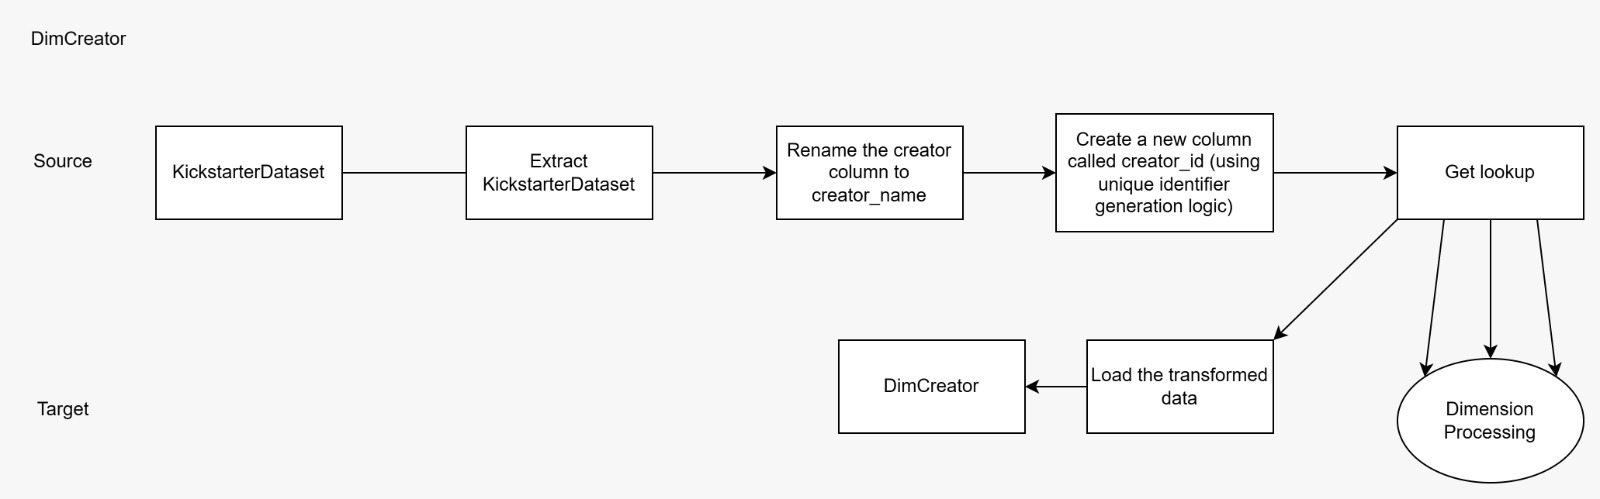 DimCreator
Source
KickstarterDataset
Extract
KickstarterDataset
Rename the creator
column to
creator_name
Create a new column
called creator_id (using
unique identifier
generation logic)
Get lookup
Target
DimCreator
Load the transformed
data
Dimension
Processing